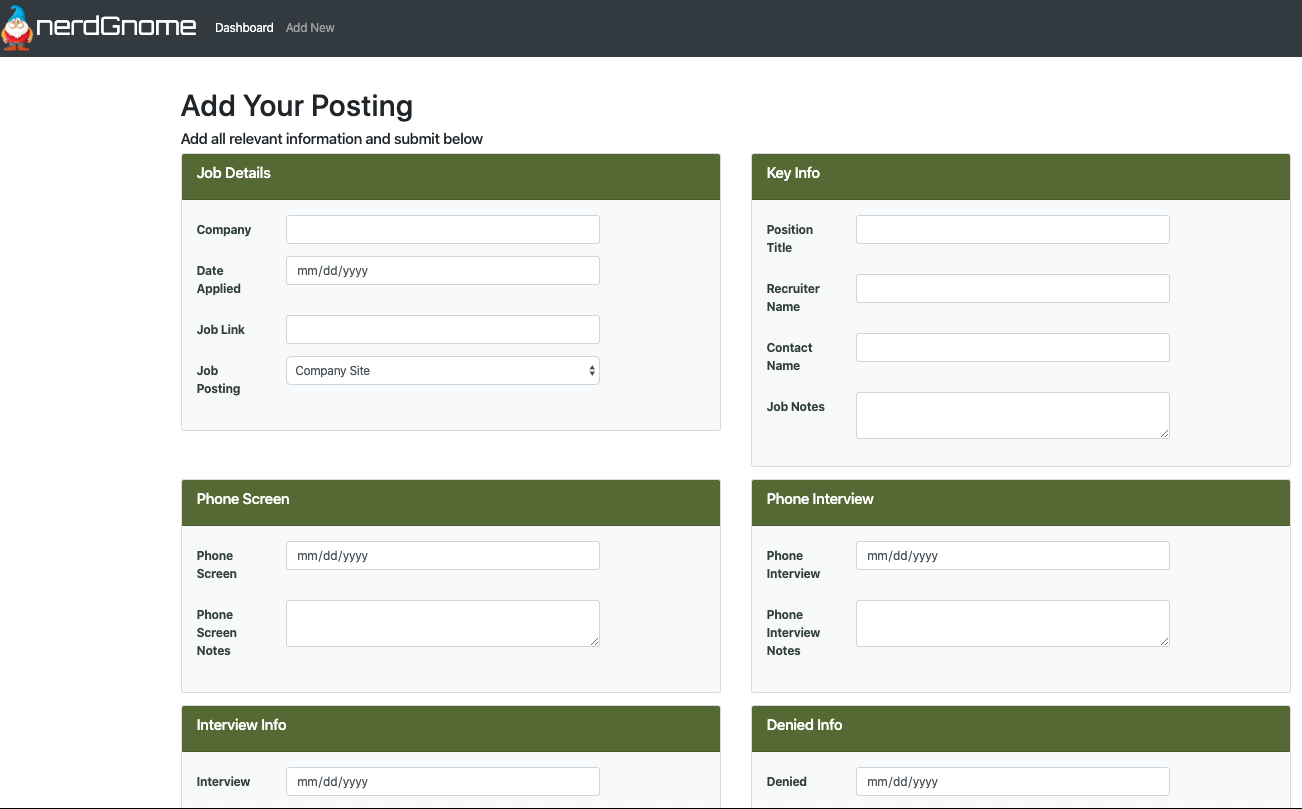 nerdGnome Dashboard Add New
Add Your Posting
Add all relevant information and submit below
Job Details
Company
Date
Applied
mm/dd/yyyy
Job Link
Job
Posting
Company Site
Key Info
Position
Title
Recruiter
Name
Contact
Name
Job Notes
Phone Screen
Phone
Screen
mm/dd/yyyy
Phone
Screen
Notes
Phone Interview
Phone
Interview
mm/dd/yyyy
Phone
Interview
Notes
Interview Info
Interview
mm/dd/yyyy
Denied Info
Denied
mm/dd/yyyy